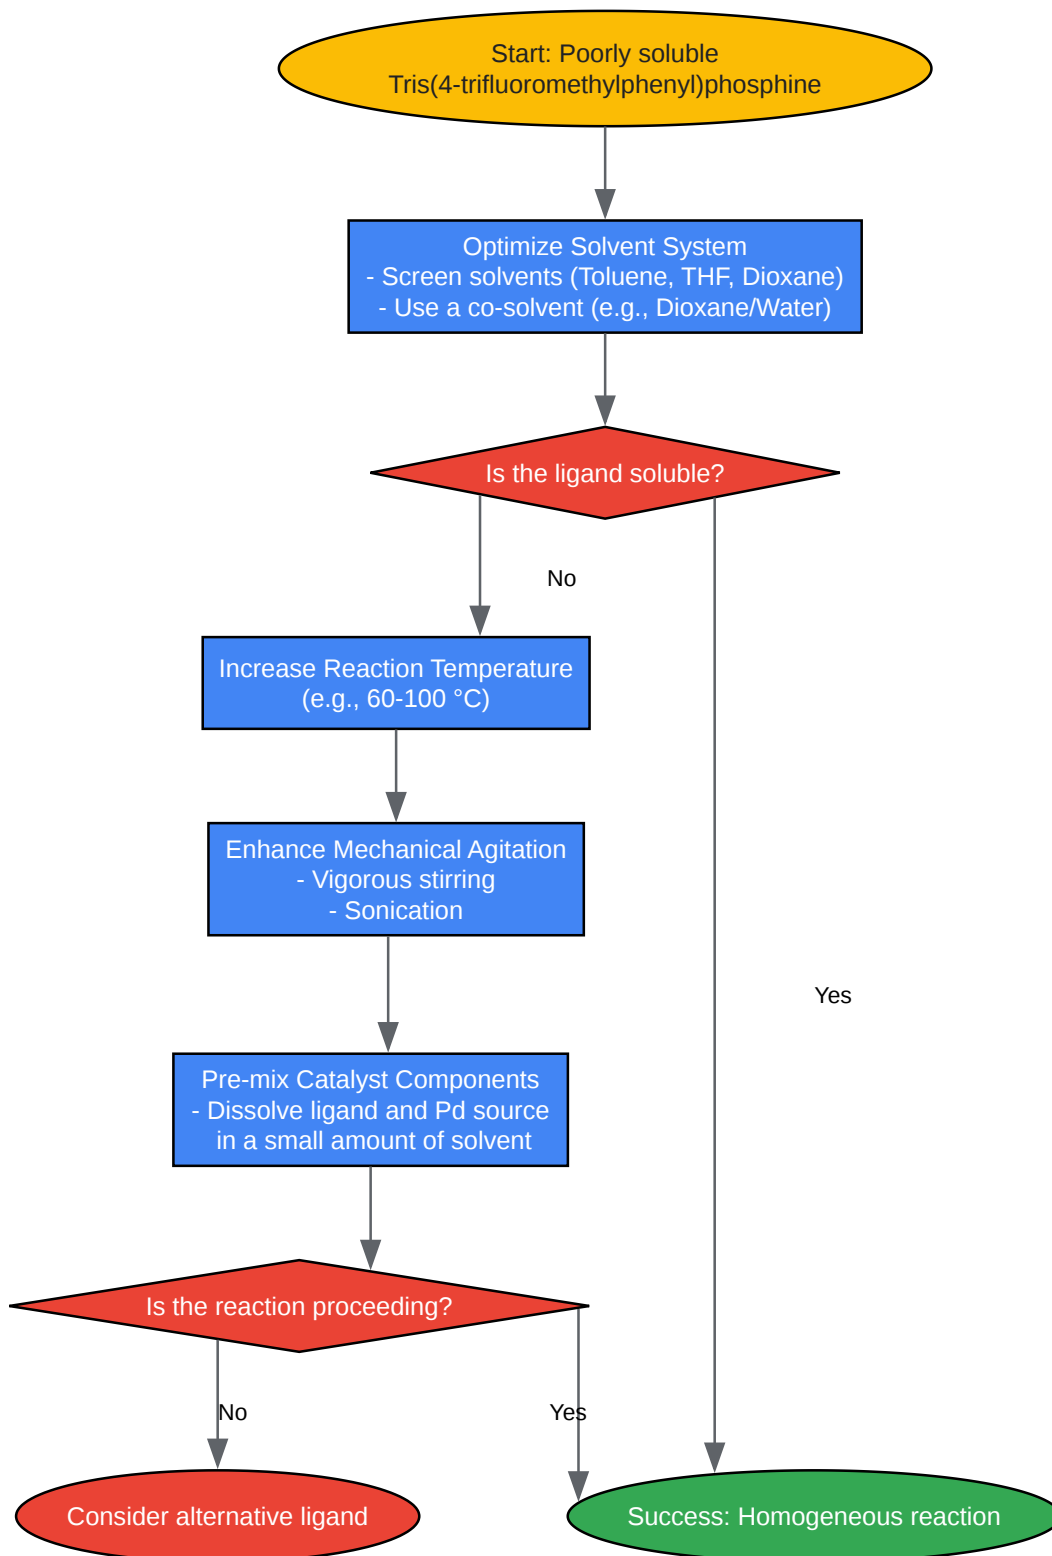 Start: Poorly soluble
Tris(4-trifluoromethylphenyl)phosphine
Optimize Solvent System
- Screen solvents (Toluene, THF, Dioxane)
- Use a co-solvent (e.g., Dioxane/Water)
Is the ligand soluble?
No
Increase Reaction Temperature
(e.g., 60-100 °C)
Enhance Mechanical Agitation
- Vigorous stirring
- Sonication
Yes
Pre-mix Catalyst Components
- Dissolve ligand and Pd source
in a small amount of solvent
Is the reaction proceeding?
No
Yes
Consider alternative ligand
Success: Homogeneous reaction